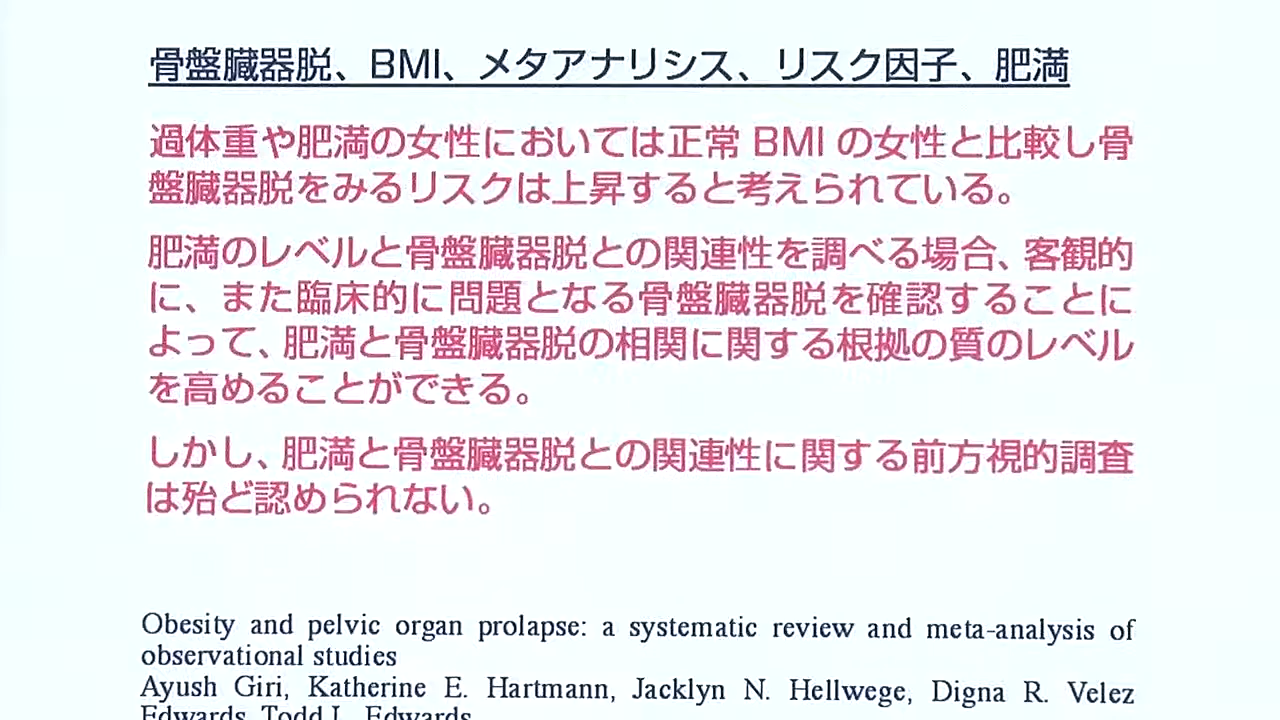 骨盤臓器脱、BMI、メタアナリシス、リスク因子、肥満
過体重や肥満の女性においては正常 BMI の女性と比較し骨
盤臓器脱をみるリスクは上昇すると考えられている。
肥満のレベルと骨盤臓器脱との関連性を調べる場合、客観的
に、また臨床的に問題となる骨盤臓器脱を確認することに
よって、肥満と骨盤臓器脱の相関に関する根拠の質のレベル
を高めることができる。
しかし、肥満と骨盤臓器脱との関連性に関する前方視的調査
は殆ど認められない。
Obesity and pelvic organ prolapse: a systematic review and meta-analysis of
observational studies
Ayush Giri, Katherine E. Hartmann, Jacklyn N. Hellwege, Digna R. Velez
Edwards, Todd L. Edwards